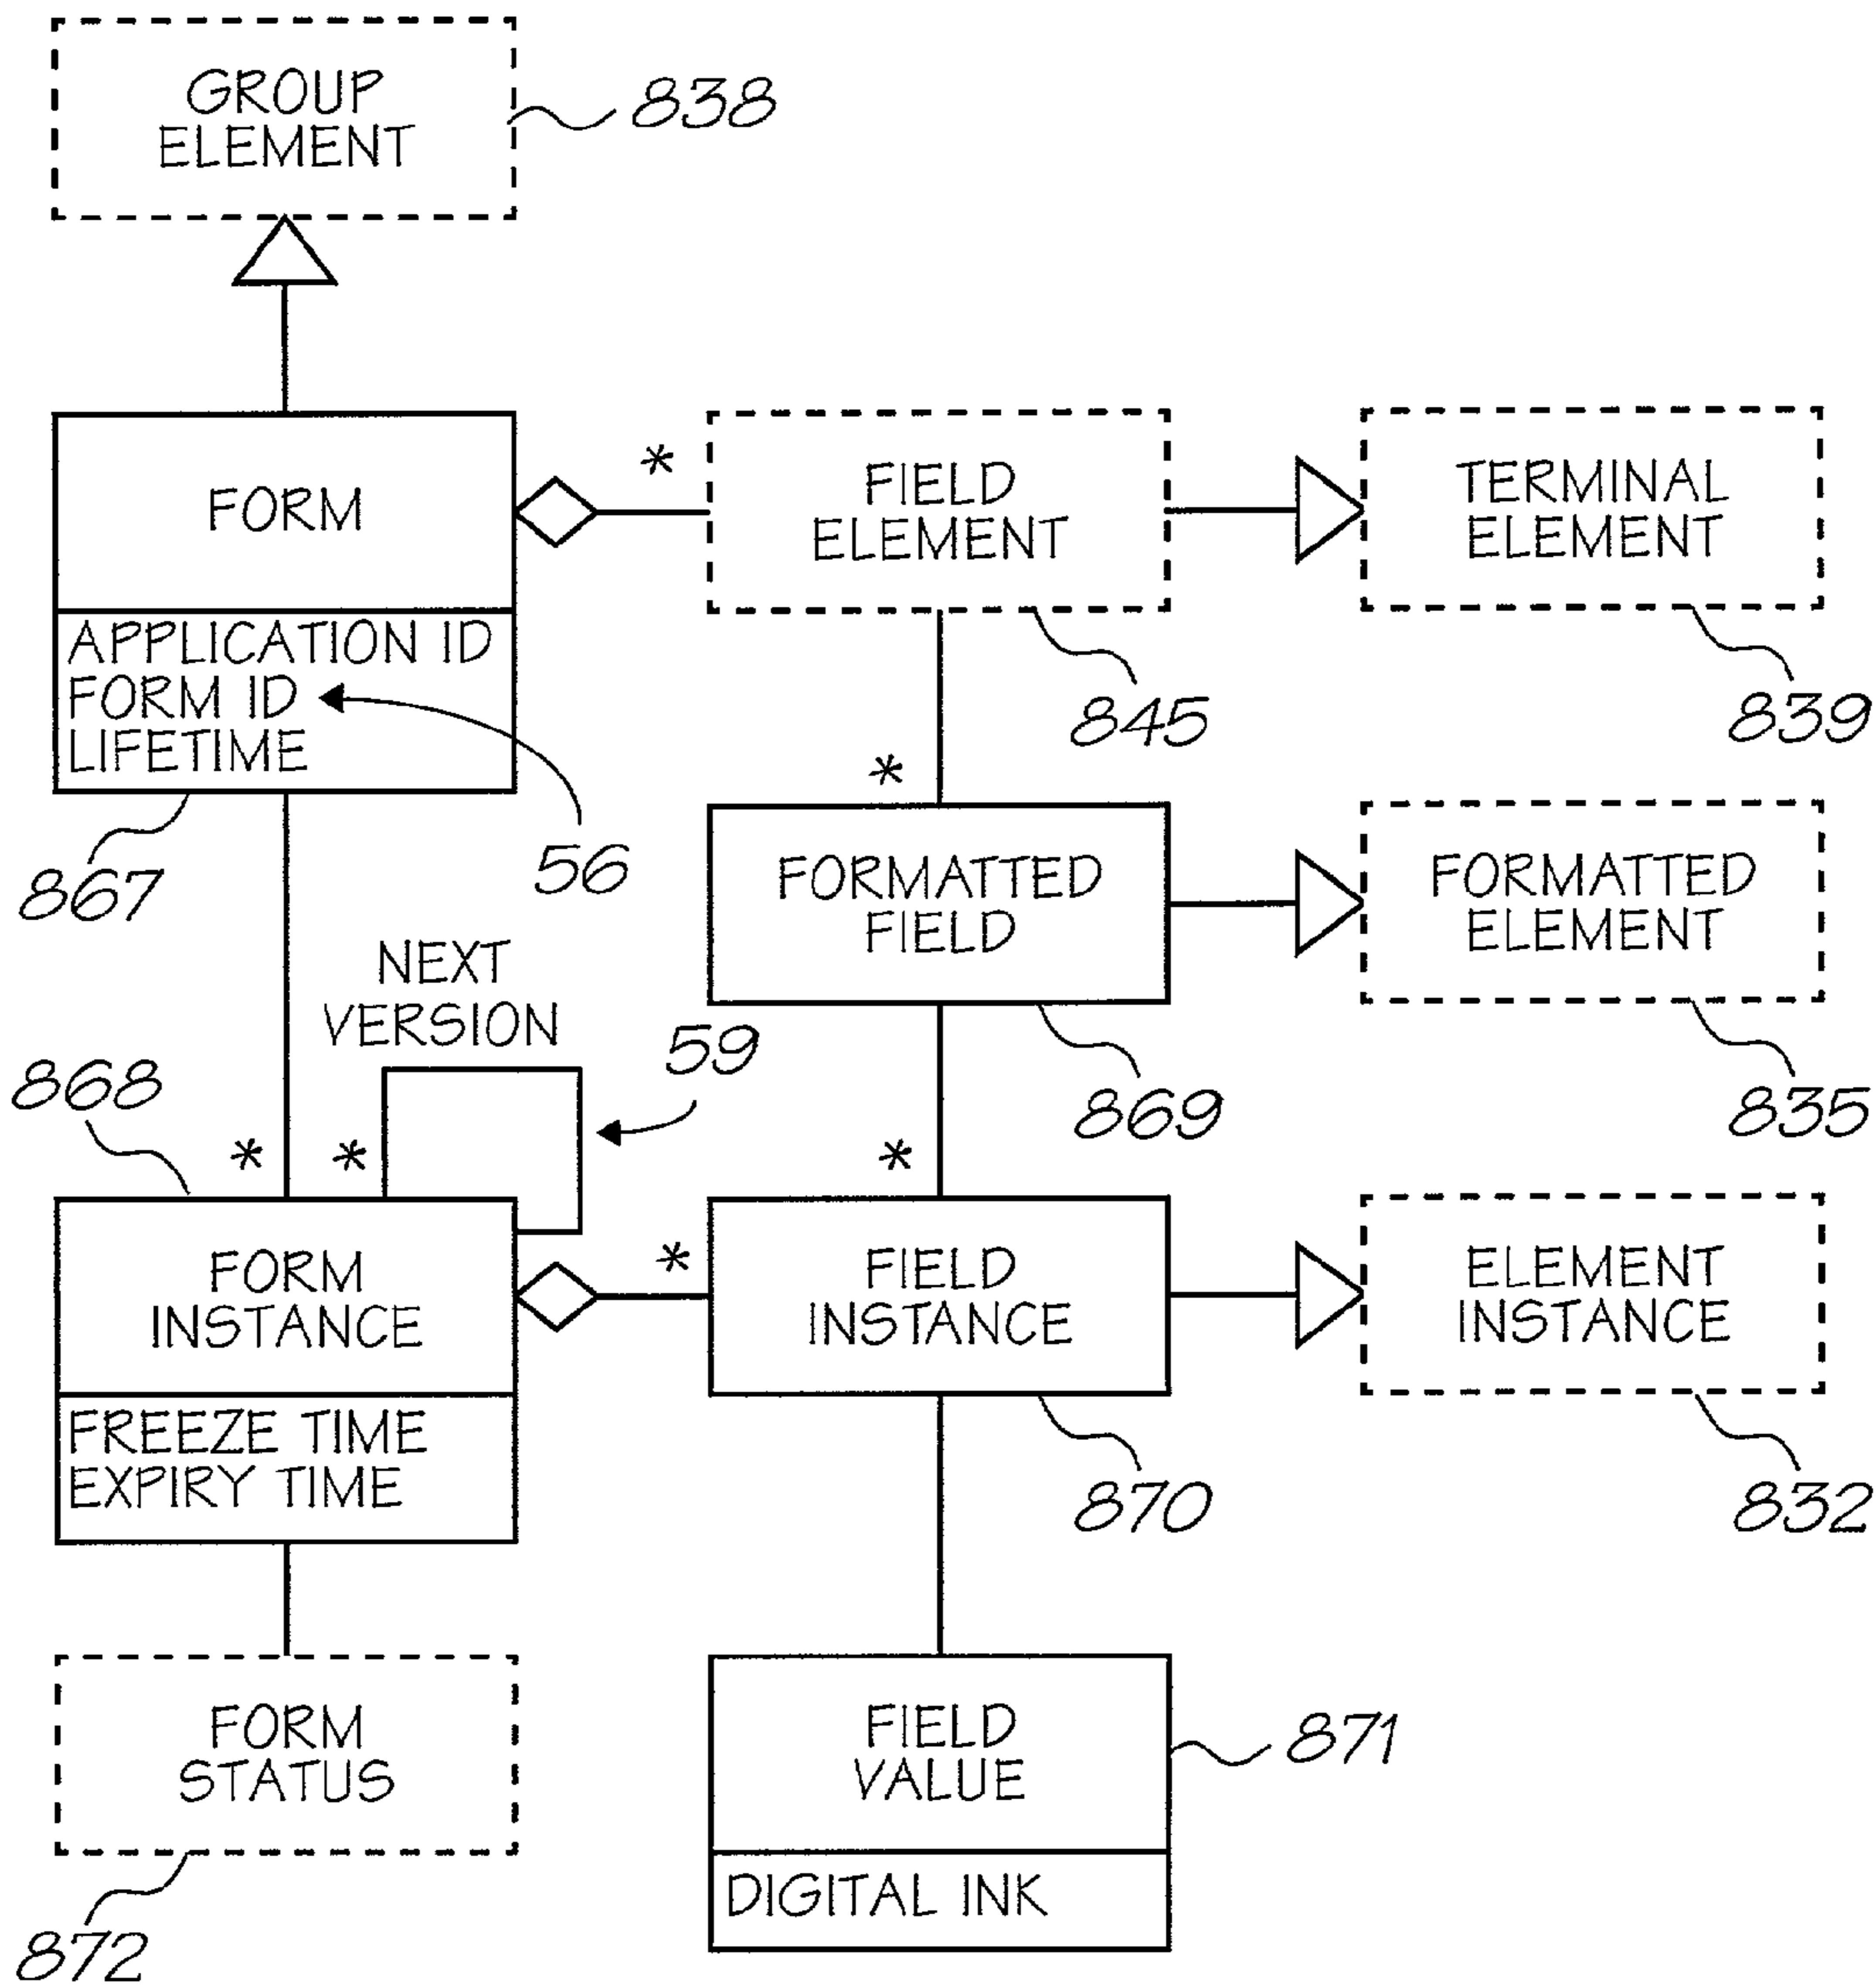 GROUP
ELEMENT
838
FORM
*
FIELD
ELEMENT
TERMINAL
ELEMENT
APPLICATION ID
FORM ID
LIFETIME
845
839
867
56
*
FORMATTED
FIELD
FORMATTED
ELEMENT
NEXT
VERSION
59
868
869
835
*
*
*
FORM
INSTANCE
*
FIELD
INSTANCE
ELEMENT
INSTANCE
FREEZE TIME
EXPIRY TIME
870
832
FORM
STATUS
FIELD
VALUE
871
DIGITAL INK
872